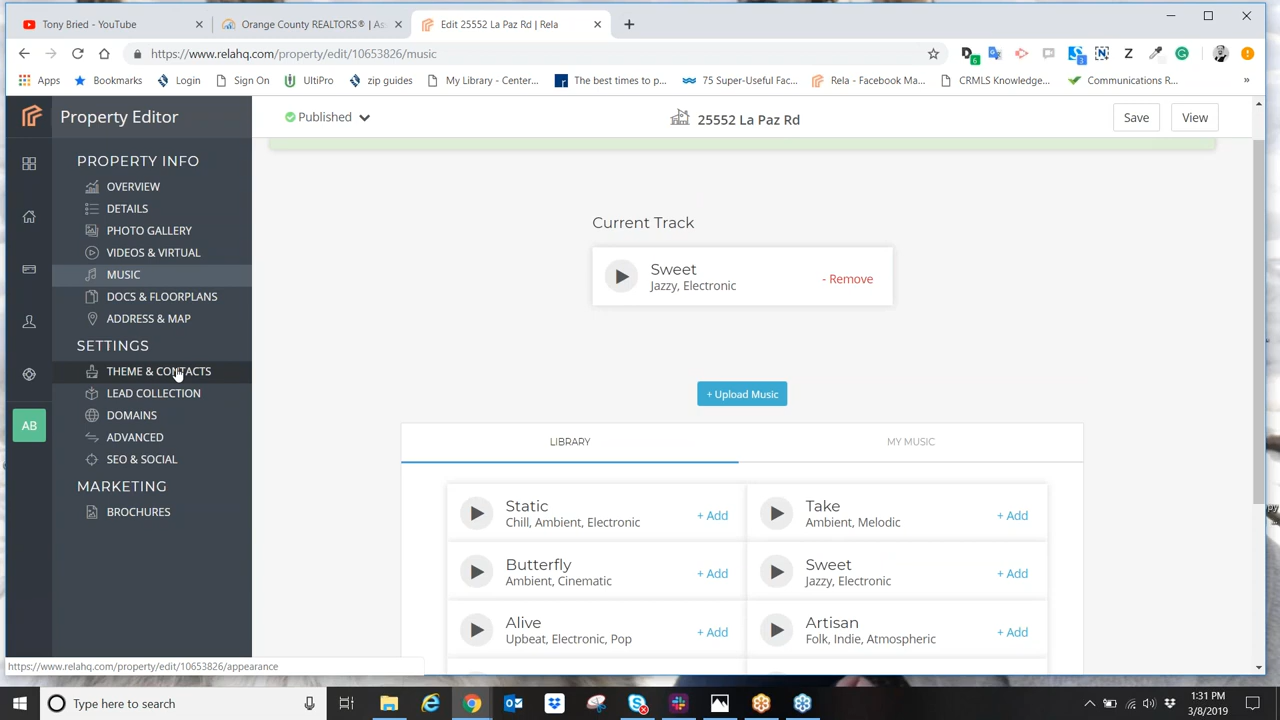 Tony Bried - YouTube
Orange County REALTORS® | As
Edit 25552 La Paz Rd | Rela
https://www.relahq.com/property/edit/10653826/music
Apps Bookmarks Login Sign On UltiPro zip guides My Library - Center... The best times to p... 75 Super-Useful Fac... Rela - Facebook Ma... CRMLS Knowledge... Communications R... »
Property Editor
Published
25552 La Paz Rd
Save
View
PROPERTY INFO
OVERVIEW
DETAILS
PHOTO GALLERY
VIDEOS & VIRTUAL
MUSIC
DOCS & FLOORPLANS
ADDRESS & MAP
SETTINGS
THEME & CONTACTS
LEAD COLLECTION
DOMAINS
ADVANCED
SEO & SOCIAL
MARKETING
BROCHURES
AB
Current Track
Sweet
Jazzy, Electronic
- Remove
+ Upload Music
LIBRARY
MY MUSIC
Static
Chill, Ambient, Electronic
+ Add
Take
Ambient, Melodic
+ Add
Butterfly
Ambient, Cinematic
+ Add
Sweet
Jazzy, Electronic
+ Add
Alive
Upbeat, Electronic, Pop
+ Add
Artisan
Folk, Indie, Atmospheric
+ Add
https://www.relahq.com/property/edit/10653826/appearance
Type here to search
1:31 PM
3/8/2019